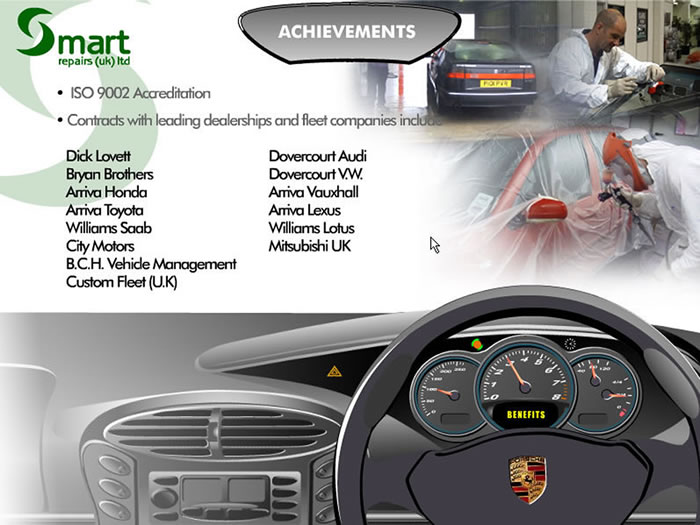 Smart
repairs (uk) ltd
ACHIEVEMENTS
• ISO 9002 Accreditation
• Contracts with leading dealerships and fleet companies include
Dick Lovett
Bryan Brothers
Arriva Honda
Arriva Toyota
Williams Saab
City Motors
B.C.H. Vehicle Management
Custom Fleet (U.K)
Dovercourt Audi
Dovercourt V.W.
Arriva Vauxhall
Arriva Lexus
Williams Lotus
Mitsubishi UK
BENEFITS
PORSCHE